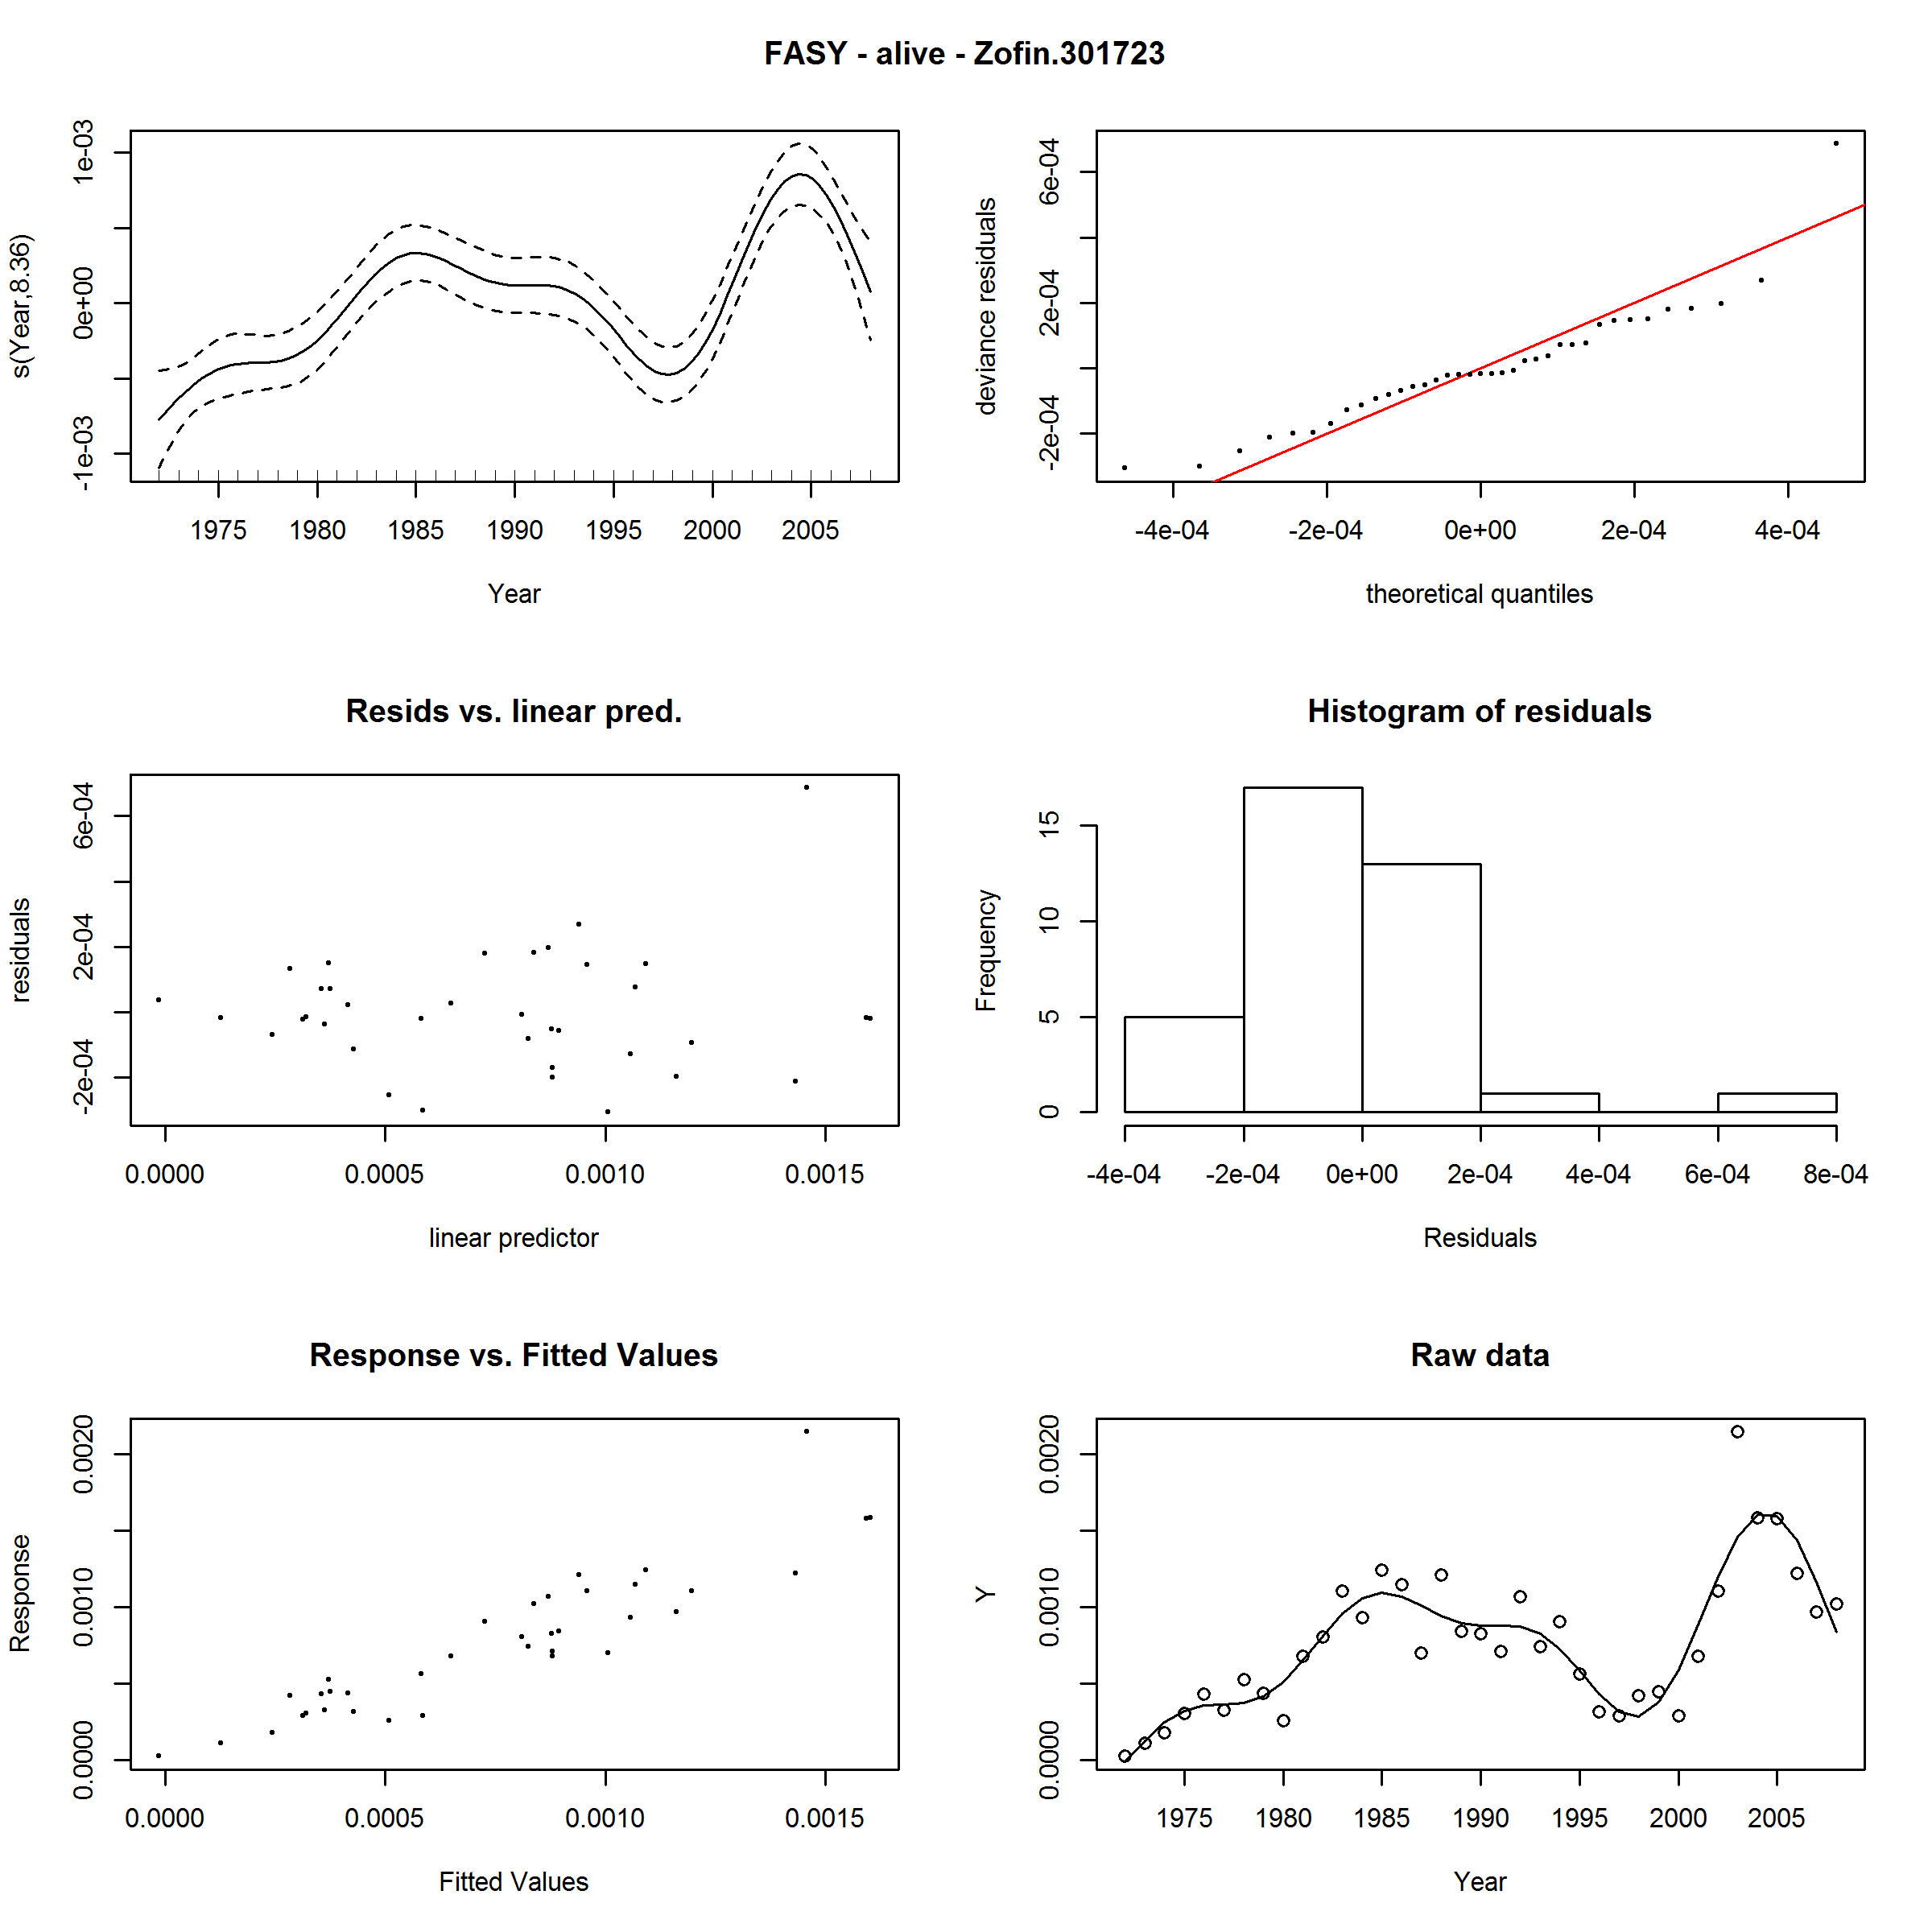 FASY - alive - Zofin.301723
s(Year,8.36)
-1e-03 0e+00 1e-03
1975 1980 1985 1990 1995 2000 2005
Year
deviance residuals
-2e-04 2e-04 6e-04
-4e-04 -2e-04 0e+00 2e-04 4e-04
theoretical quantiles
Resids vs. linear pred.
residuals
-2e-04 2e-04 6e-04
0.0000 0.0005 0.0010 0.0015
linear predictor
Histogram of residuals
Frequency
0 5 10 15
-4e-04 -2e-04 0e+00 2e-04 4e-04 6e-04 8e-04
Residuals
Response vs. Fitted Values
Response
0.0000 0.0010 0.0020
0.0000 0.0005 0.0010 0.0015
Fitted Values
Raw data
Y
0.0000 0.0010 0.0020
1975 1980 1985 1990 1995 2000 2005
Year